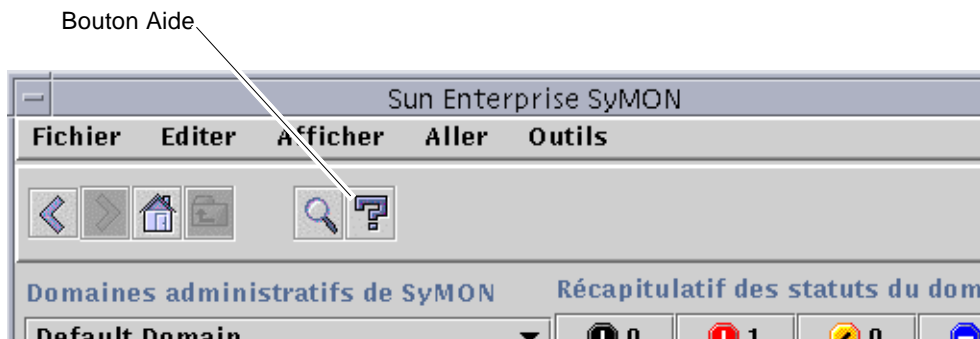 Bouton Aide
Sun Enterprise SyMON
Fichier Editer Afficher Aller Outils
Domaines administratifs de SyMON
Récapitulatif des statuts du dom
Default Domain
0 1 0